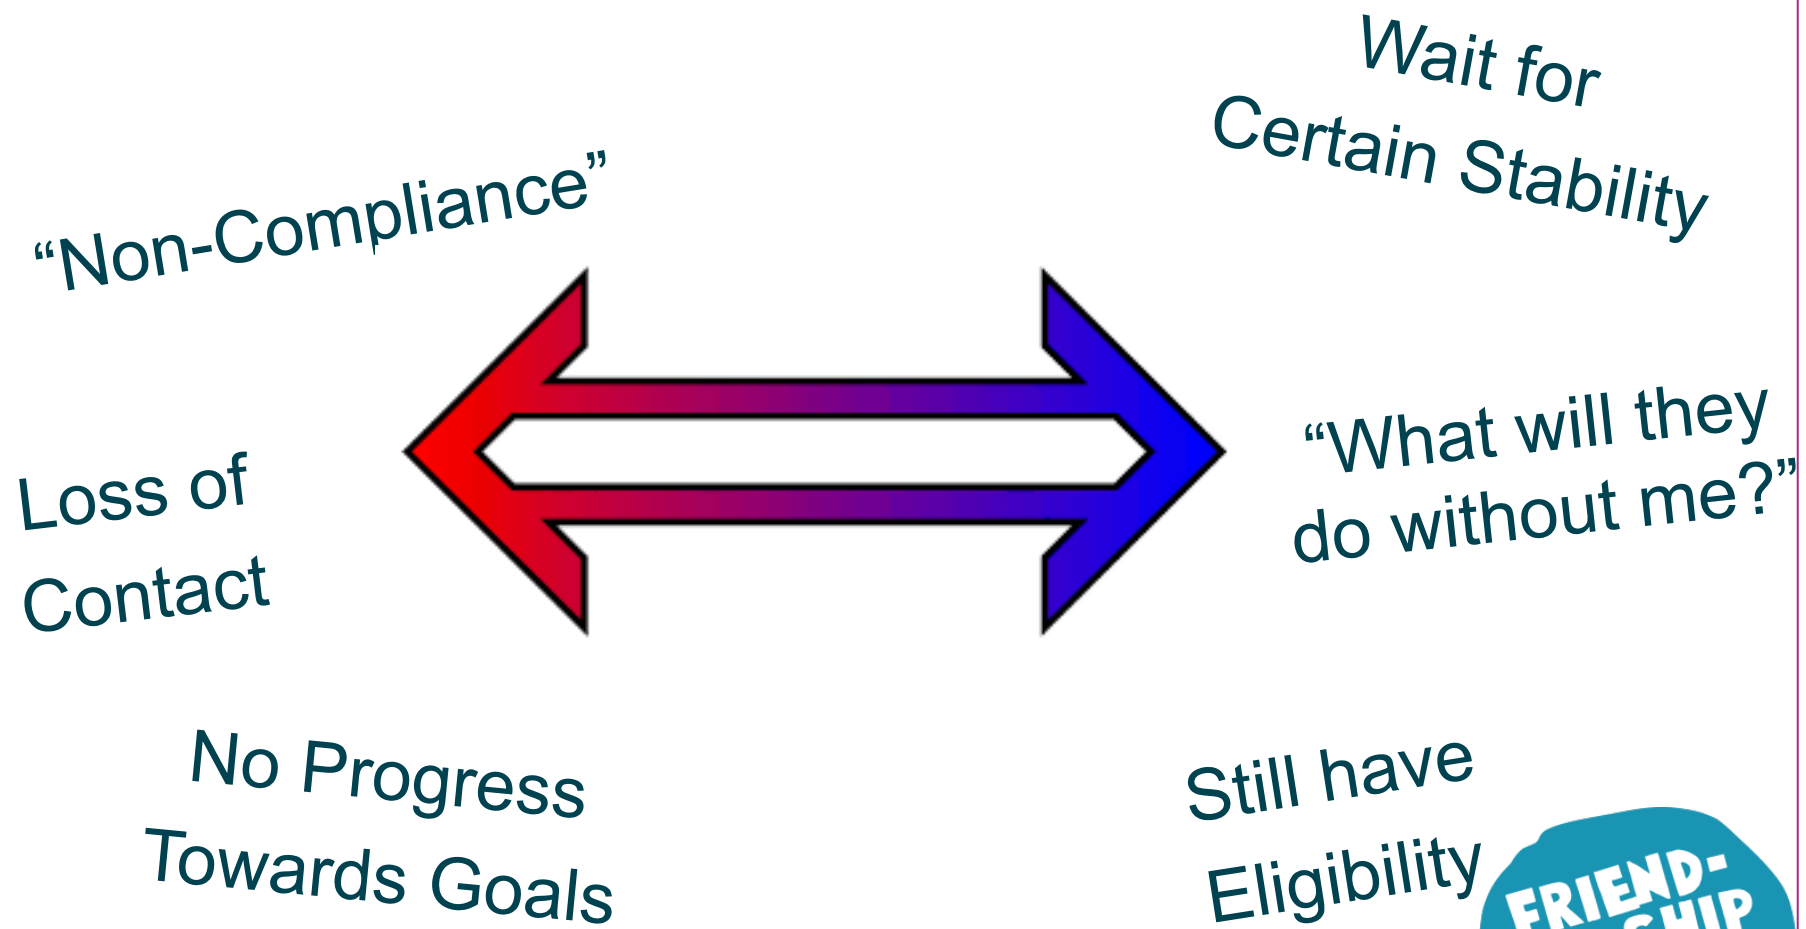 Wait for
Certain Stability
“Non-Compliance”
“What will they
do without me?”
Loss of
Contact
No Progress
Towards Goals
Still have
Eligibility
FRIEND-
SHIP